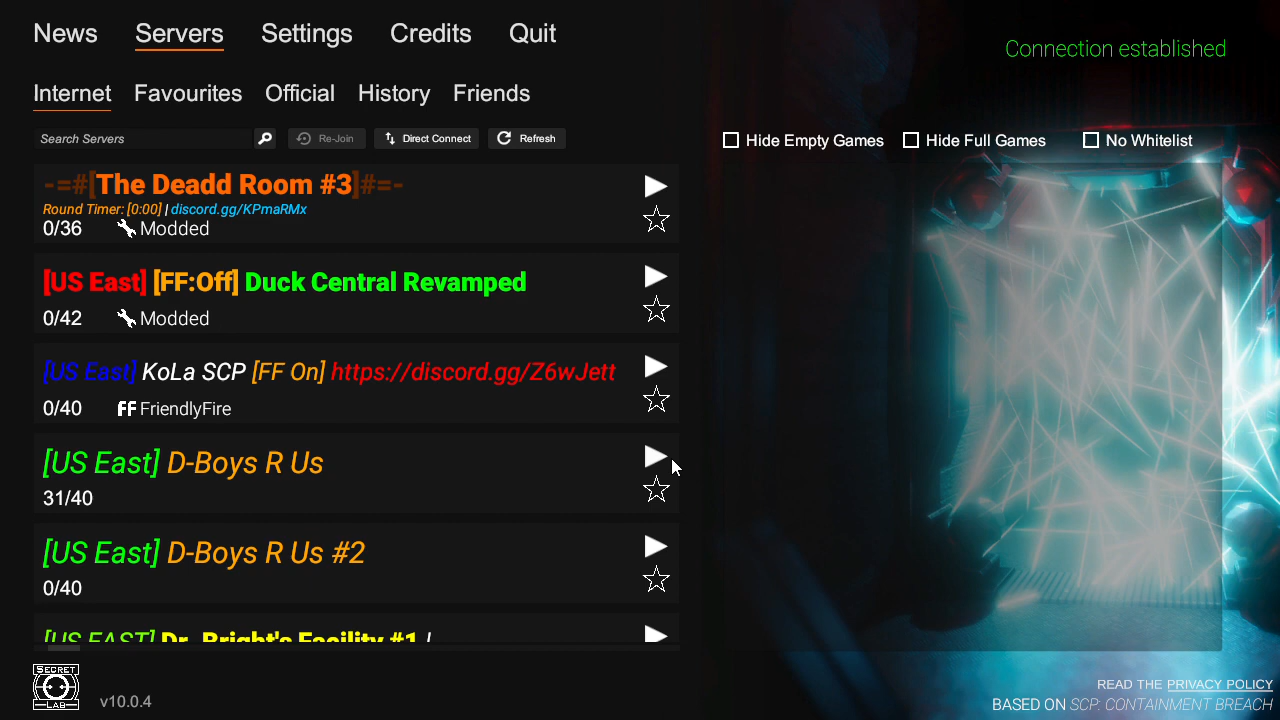 News Servers Settings Credits Quit
Connection established
Internet Favourites Official History Friends
Search Servers Re-Join Direct Connect Refresh
Hide Empty Games Hide Full Games No Whitelist
-=#[The Deadd Room #3]#=-
Round Timer: [0:00] | discord.gg/KPmaRMx
0/36 Modded
[US East] [FF:Off] Duck Central Revamped
0/42 Modded
[US East] KoLa SCP [FF On] https://discord.gg/Z6wJett
0/40 FF FriendlyFire
[US East] D-Boys R Us
31/40
[US East] D-Boys R Us #2
0/40
[US EAST] Dr. Bright's Facility #1 |
SECRET
LAB
v10.0.4
READ THE PRIVACY POLICY
BASED ON SCP: CONTAINMENT BREACH